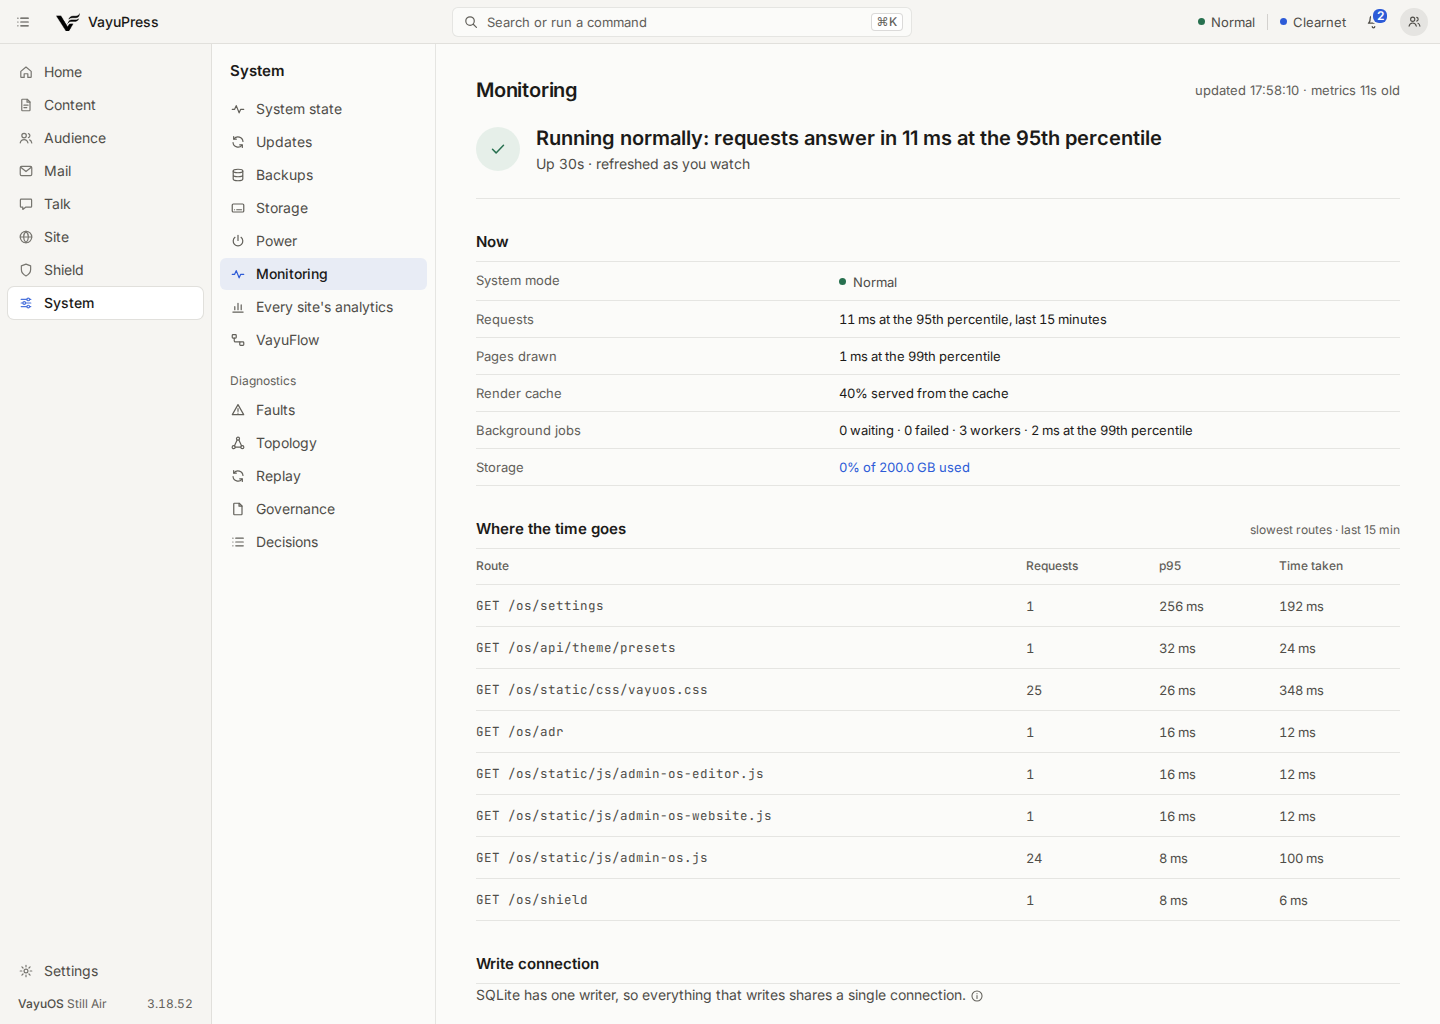 VayuPress
Search or run a command
⌘K
Normal
Clearnet
2
Home
Content
Audience
Mail
Talk
Site
Shield
System
Settings
VayuOS Still Air 3.18.52
System
System state
Updates
Backups
Storage
Power
Monitoring
Every site's analytics
VayuFlow
Diagnostics
Faults
Topology
Replay
Governance
Decisions
Monitoring
updated 17:58:10 · metrics 11s old
Running normally: requests answer in 11 ms at the 95th percentile
Up 30s · refreshed as you watch
Now
System mode Normal
Requests 11 ms at the 95th percentile, last 15 minutes
Pages drawn 1 ms at the 99th percentile
Render cache 40% served from the cache
Background jobs 0 waiting · 0 failed · 3 workers · 2 ms at the 99th percentile
Storage 0% of 200.0 GB used
Where the time goes slowest routes · last 15 min
Route Requests p95 Time taken
GET /os/settings 1 256 ms 192 ms
GET /os/api/theme/presets 1 32 ms 24 ms
GET /os/static/css/vayuos.css 25 26 ms 348 ms
GET /os/adr 1 16 ms 12 ms
GET /os/static/js/admin-os-editor.js 1 16 ms 12 ms
GET /os/static/js/admin-os-website.js 1 16 ms 12 ms
GET /os/static/js/admin-os.js 24 8 ms 100 ms
GET /os/shield 1 8 ms 6 ms
Write connection
SQLite has one writer, so everything that writes shares a single connection.